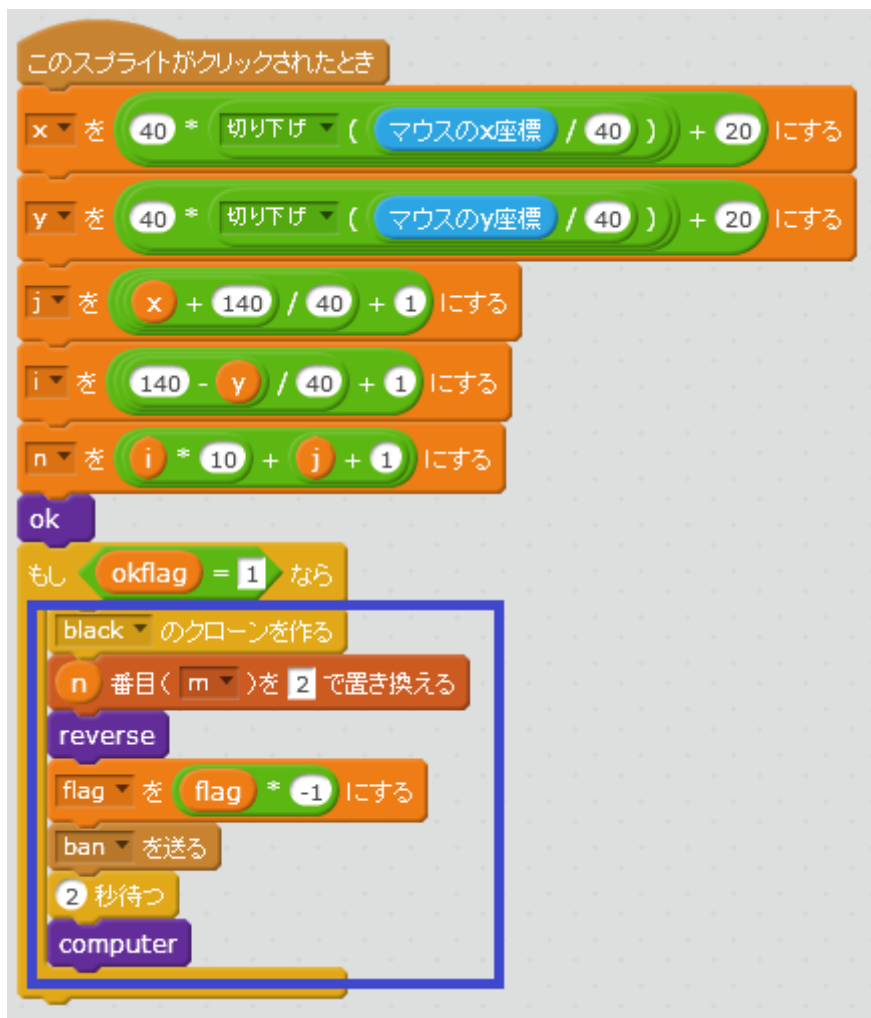 このスプライトがクリックされたとき
x を 40 * 切り下げ ( マウスのx座標 / 40 ) + 20 にする
y を 40 * 切り下げ ( マウスのy座標 / 40 ) + 20 にする
j を x + 140 / 40 + 1 にする
i を 140 - y / 40 + 1 にする
n を i * 10 + j + 1 にする
ok
もし okflag = 1 なら
black のクローンを作る
n 番目( m )を 2 で置き換える
reverse
flag を flag * -1 にする
ban を送る
2 秒待つ
computer